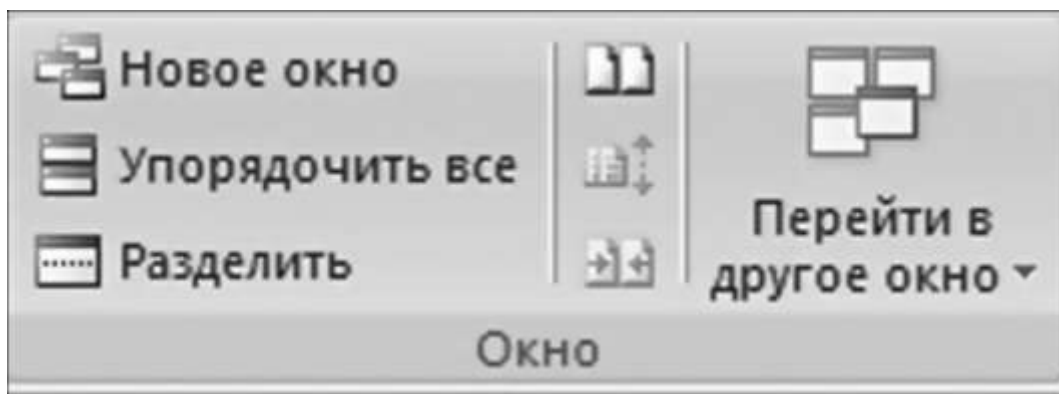 Новое окно
Упорядочить все
Разделить
Перейти в
другое окно
Окно